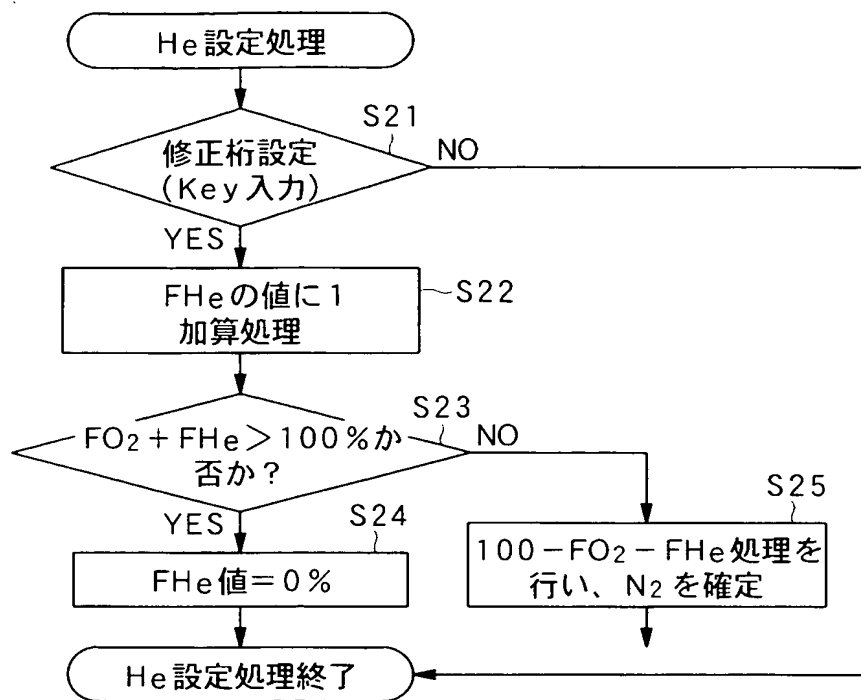 He設定処理
S21
修正桁設定
(Key入力)
NO
YES
FHeの値に1
加算処理
S22
S23
FO₂+FHe>100%か
否か?
NO
YES
S24
FHe値=0%
S25
100-FO₂-FHe処理を
行い、N₂を確定
He設定処理終了